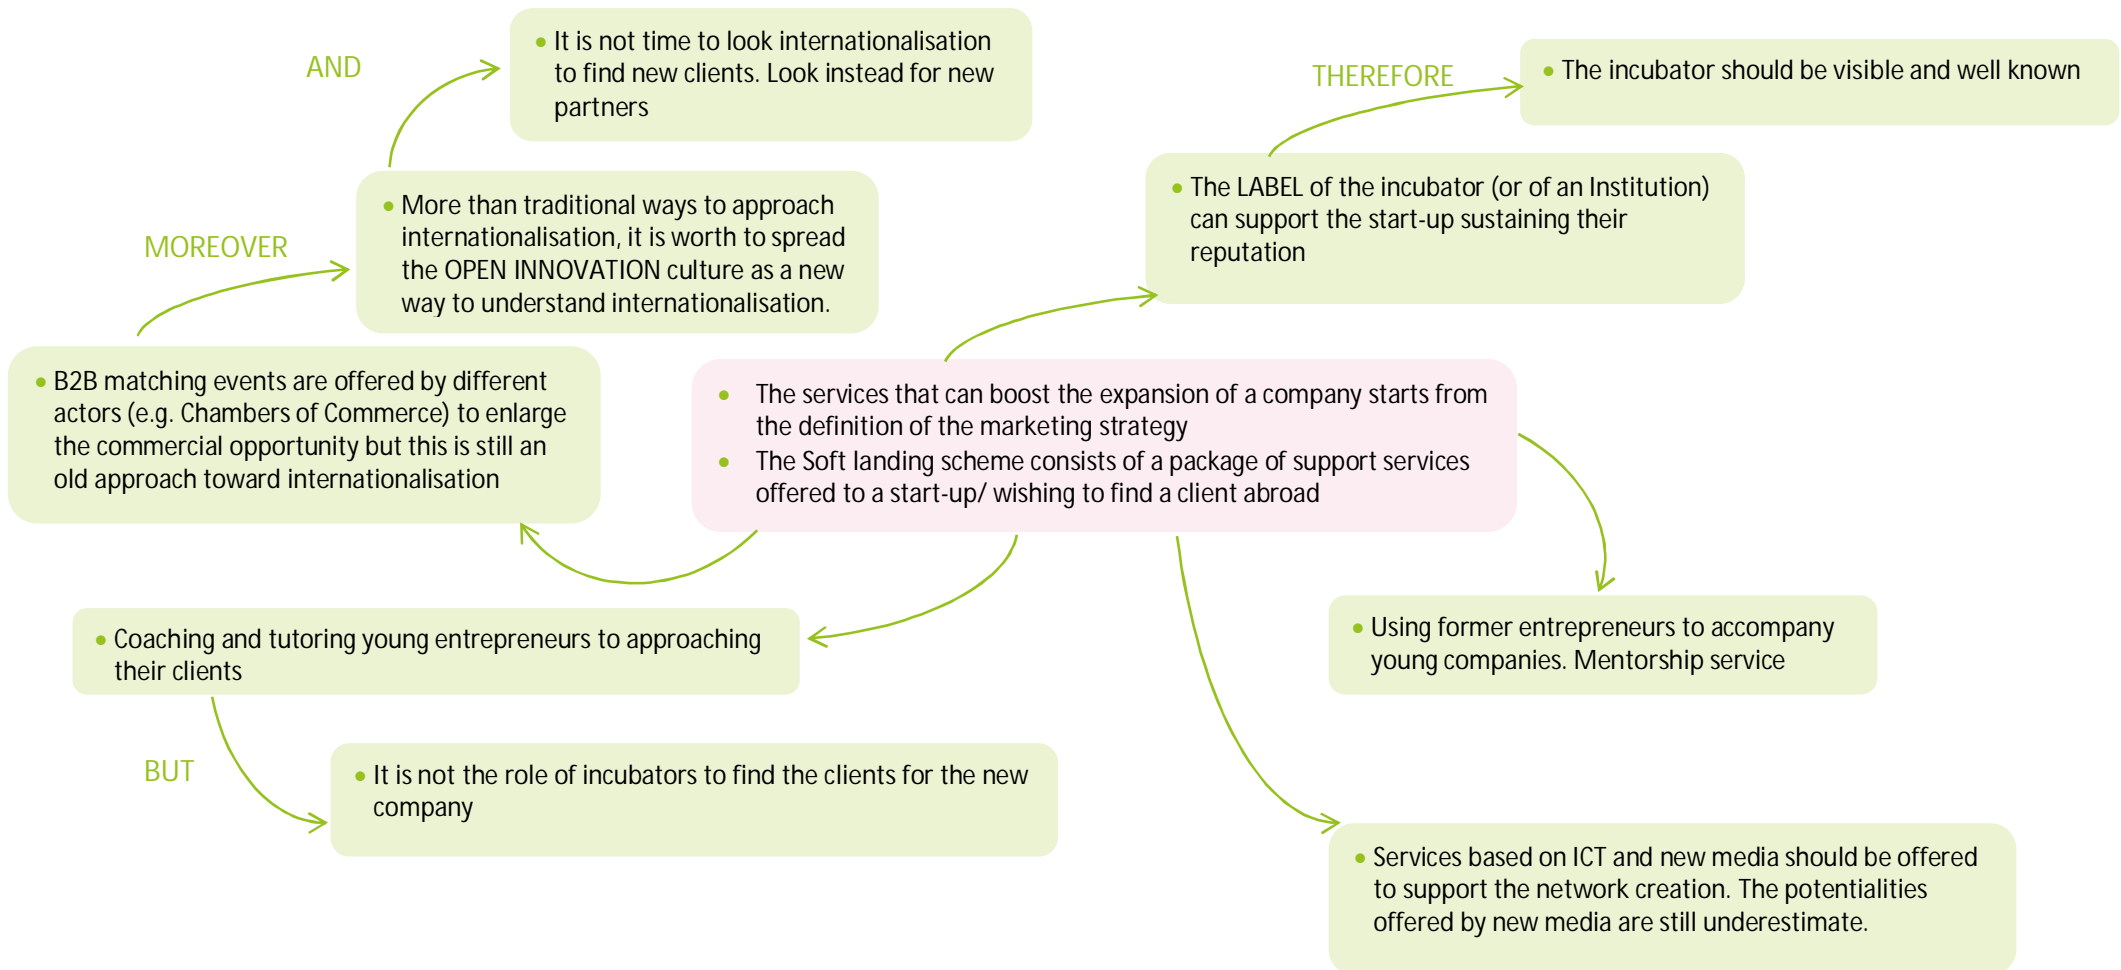 AND
• It is not time to look internationalisation
to find new clients. Look instead for new
partners
THEREFORE
• The incubator should be visible and well known
MOREOVER
• More than traditional ways to approach
internationalisation, it is worth to spread
the OPEN INNOVATION culture as a new
way to understand internationalisation.
• The LABEL of the incubator (or of an Institution)
can support the start-up sustaining their
reputation
• B2B matching events are offered by different
actors (e.g. Chambers of Commerce) to enlarge
the commercial opportunity but this is still an
old approach toward internationalisation
• The services that can boost the expansion of a company starts from
the definition of the marketing strategy
• The Soft landing scheme consists of a package of support services
offered to a start-up/ wishing to find a client abroad
• Coaching and tutoring young entrepreneurs to approaching
their clients
• Using former entrepreneurs to accompany
young companies. Mentorship service
BUT
• It is not the role of incubators to find the clients for the new
company
• Services based on ICT and new media should be offered
to support the network creation. The potentialities
offered by new media are still underestimate.